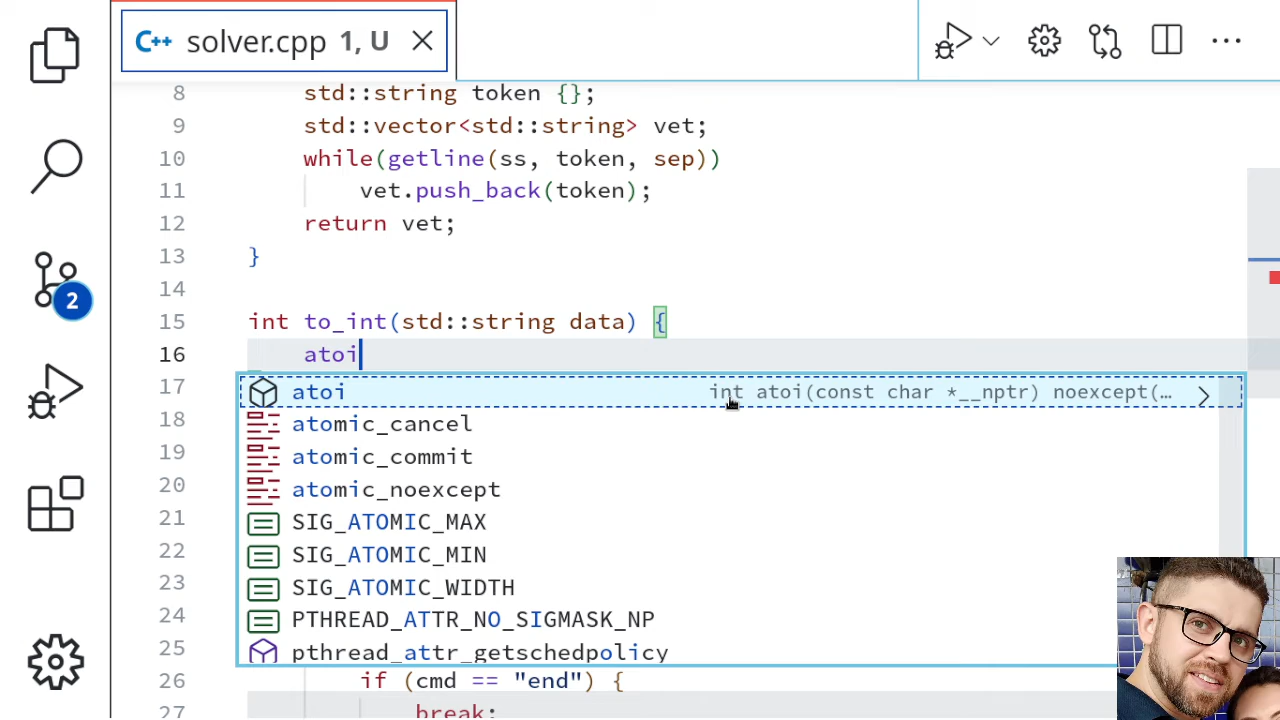 C++ solver.cpp 1, U
2
8 std::string token {};
9 std::vector<std::string> vet;
10 while(getline(ss, token, sep))
11 vet.push_back(token);
12 return vet;
13 }
14
15 int to_int(std::string data) {
16 atoi
17 atoi int atoi(const char *__nptr) noexcept(…
18 atomic_cancel
19 atomic_commit
20 atomic_noexcept
21 SIG_ATOMIC_MAX
22 SIG_ATOMIC_MIN
23 SIG_ATOMIC_WIDTH
24 PTHREAD_ATTR_NO_SIGMASK_NP
25 pthread_attr_getschedpolicy
26 if (cmd == "end") {
27 break;